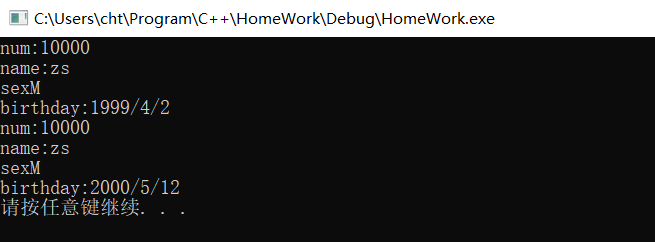 C:\Users\cht\Program\C++\HomeWork\Debug\HomeWork.exe
num:10000
name:zs
sexM
birthday:1999/4/2
num:10000
name:zs
sexM
birthday:2000/5/12
请按任意键继续. . .